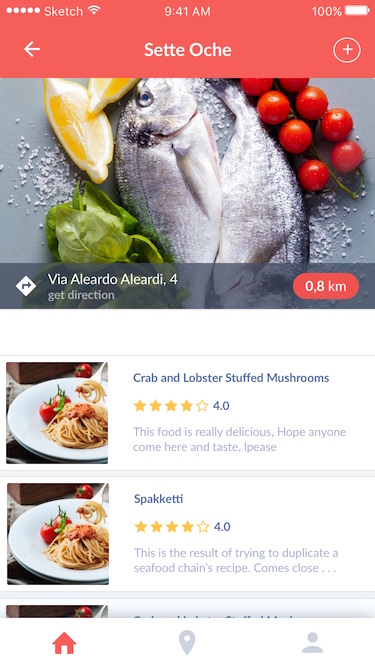 Sketch 9:41 AM 100%
Sette Oche
Via Aleardo Aleardi, 4
get direction
0,8 km
Crab and Lobster Stuffed Mushrooms
4.0
This food is really delicious, Hope anyone
come here and taste, lpease
Spakketti
4.0
This is the result of trying to duplicate a
seafood chain's recipe. Comes close . . .